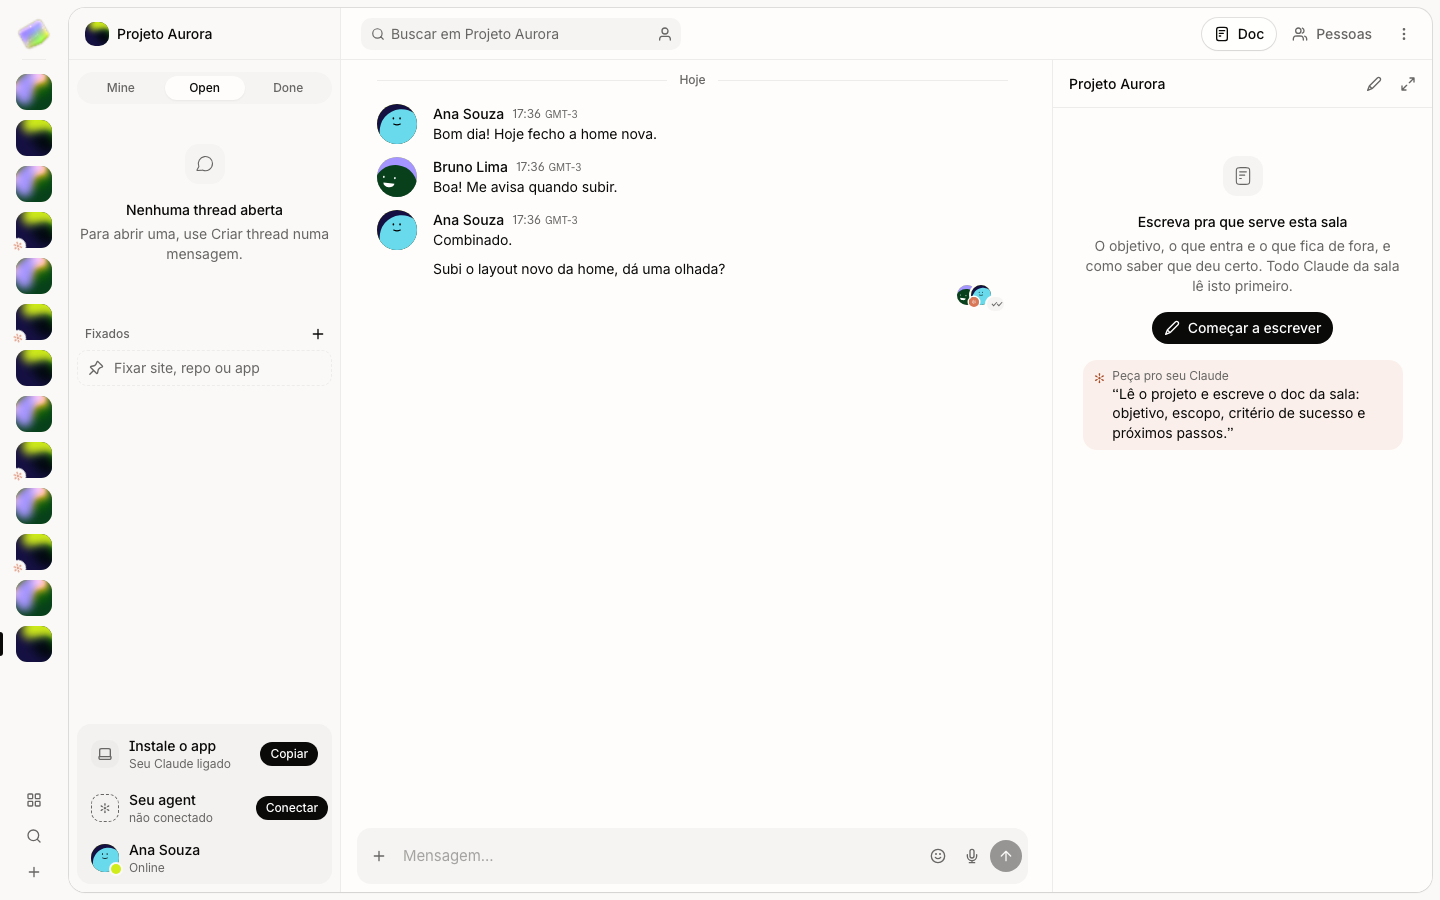 Projeto Aurora
Buscar em Projeto Aurora
Doc
Pessoas
Mine
Open
Done
Nenhuma thread aberta
Para abrir uma, use Criar thread numa
mensagem.
Fixados
Fixar site, repo ou app
Instale o app
Seu Claude ligado
Copiar
Seu agent
não conectado
Conectar
Ana Souza
Online
Hoje
Ana Souza 17:36 GMT-3
Bom dia! Hoje fecho a home nova.
Bruno Lima 17:36 GMT-3
Boa! Me avisa quando subir.
Ana Souza 17:36 GMT-3
Combinado.
Subi o layout novo da home, dá uma olhada?
Mensagem...
Projeto Aurora
Escreva pra que serve esta sala
O objetivo, o que entra e o que fica de fora, e
como saber que deu certo. Todo Claude da sala
lê isto primeiro.
Começar a escrever
Peça pro seu Claude
“Lê o projeto e escreve o doc da sala:
objetivo, escopo, critério de sucesso e
próximos passos.”